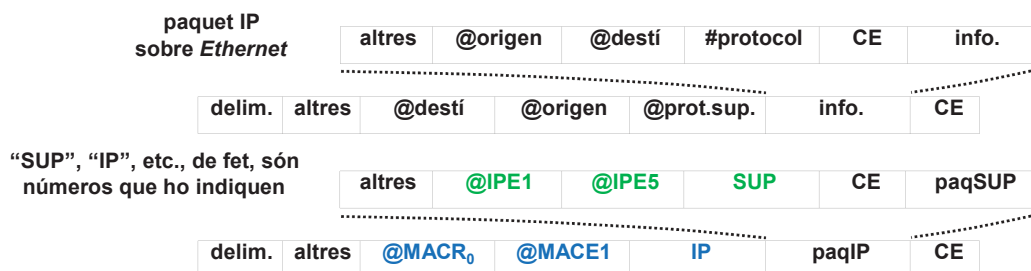 paquet IP
sobre Ethernet
altres @origen @destí #protocol CE info.
delim. altres @destí @origen @prot.sup. info. CE
“SUP”, “IP”, etc., de fet, són
números que ho indiquen
altres @IPE1 @IPE5 SUP CE paqSUP
delim. altres @MACR₀ @MACE1 IP paqIP CE